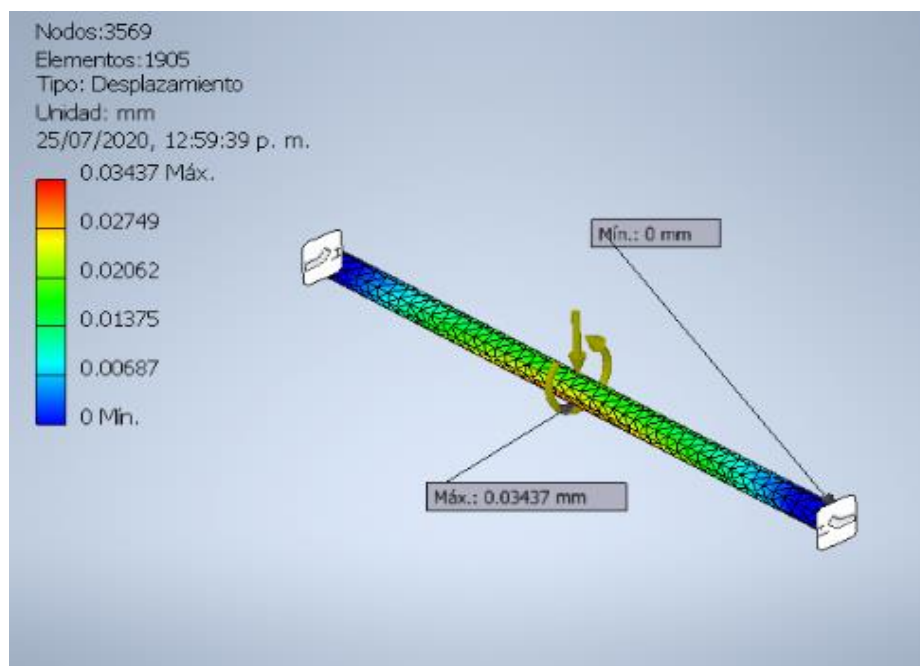 Nodos:3569
Elementos:1905
Tipo: Desplazamiento
Unidad: mm
25/07/2020, 12:59:39 p. m.
0.03437 Máx.
0.02749
0.02062
0.01375
0.00687
0 Mín.
Mín.: 0 mm
Máx.: 0.03437 mm